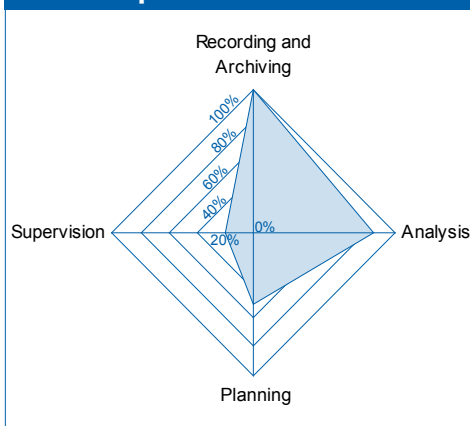 Recording and
Archiving
100%
80%
60%
40%
20%
0%
Supervision
Analysis
Planning